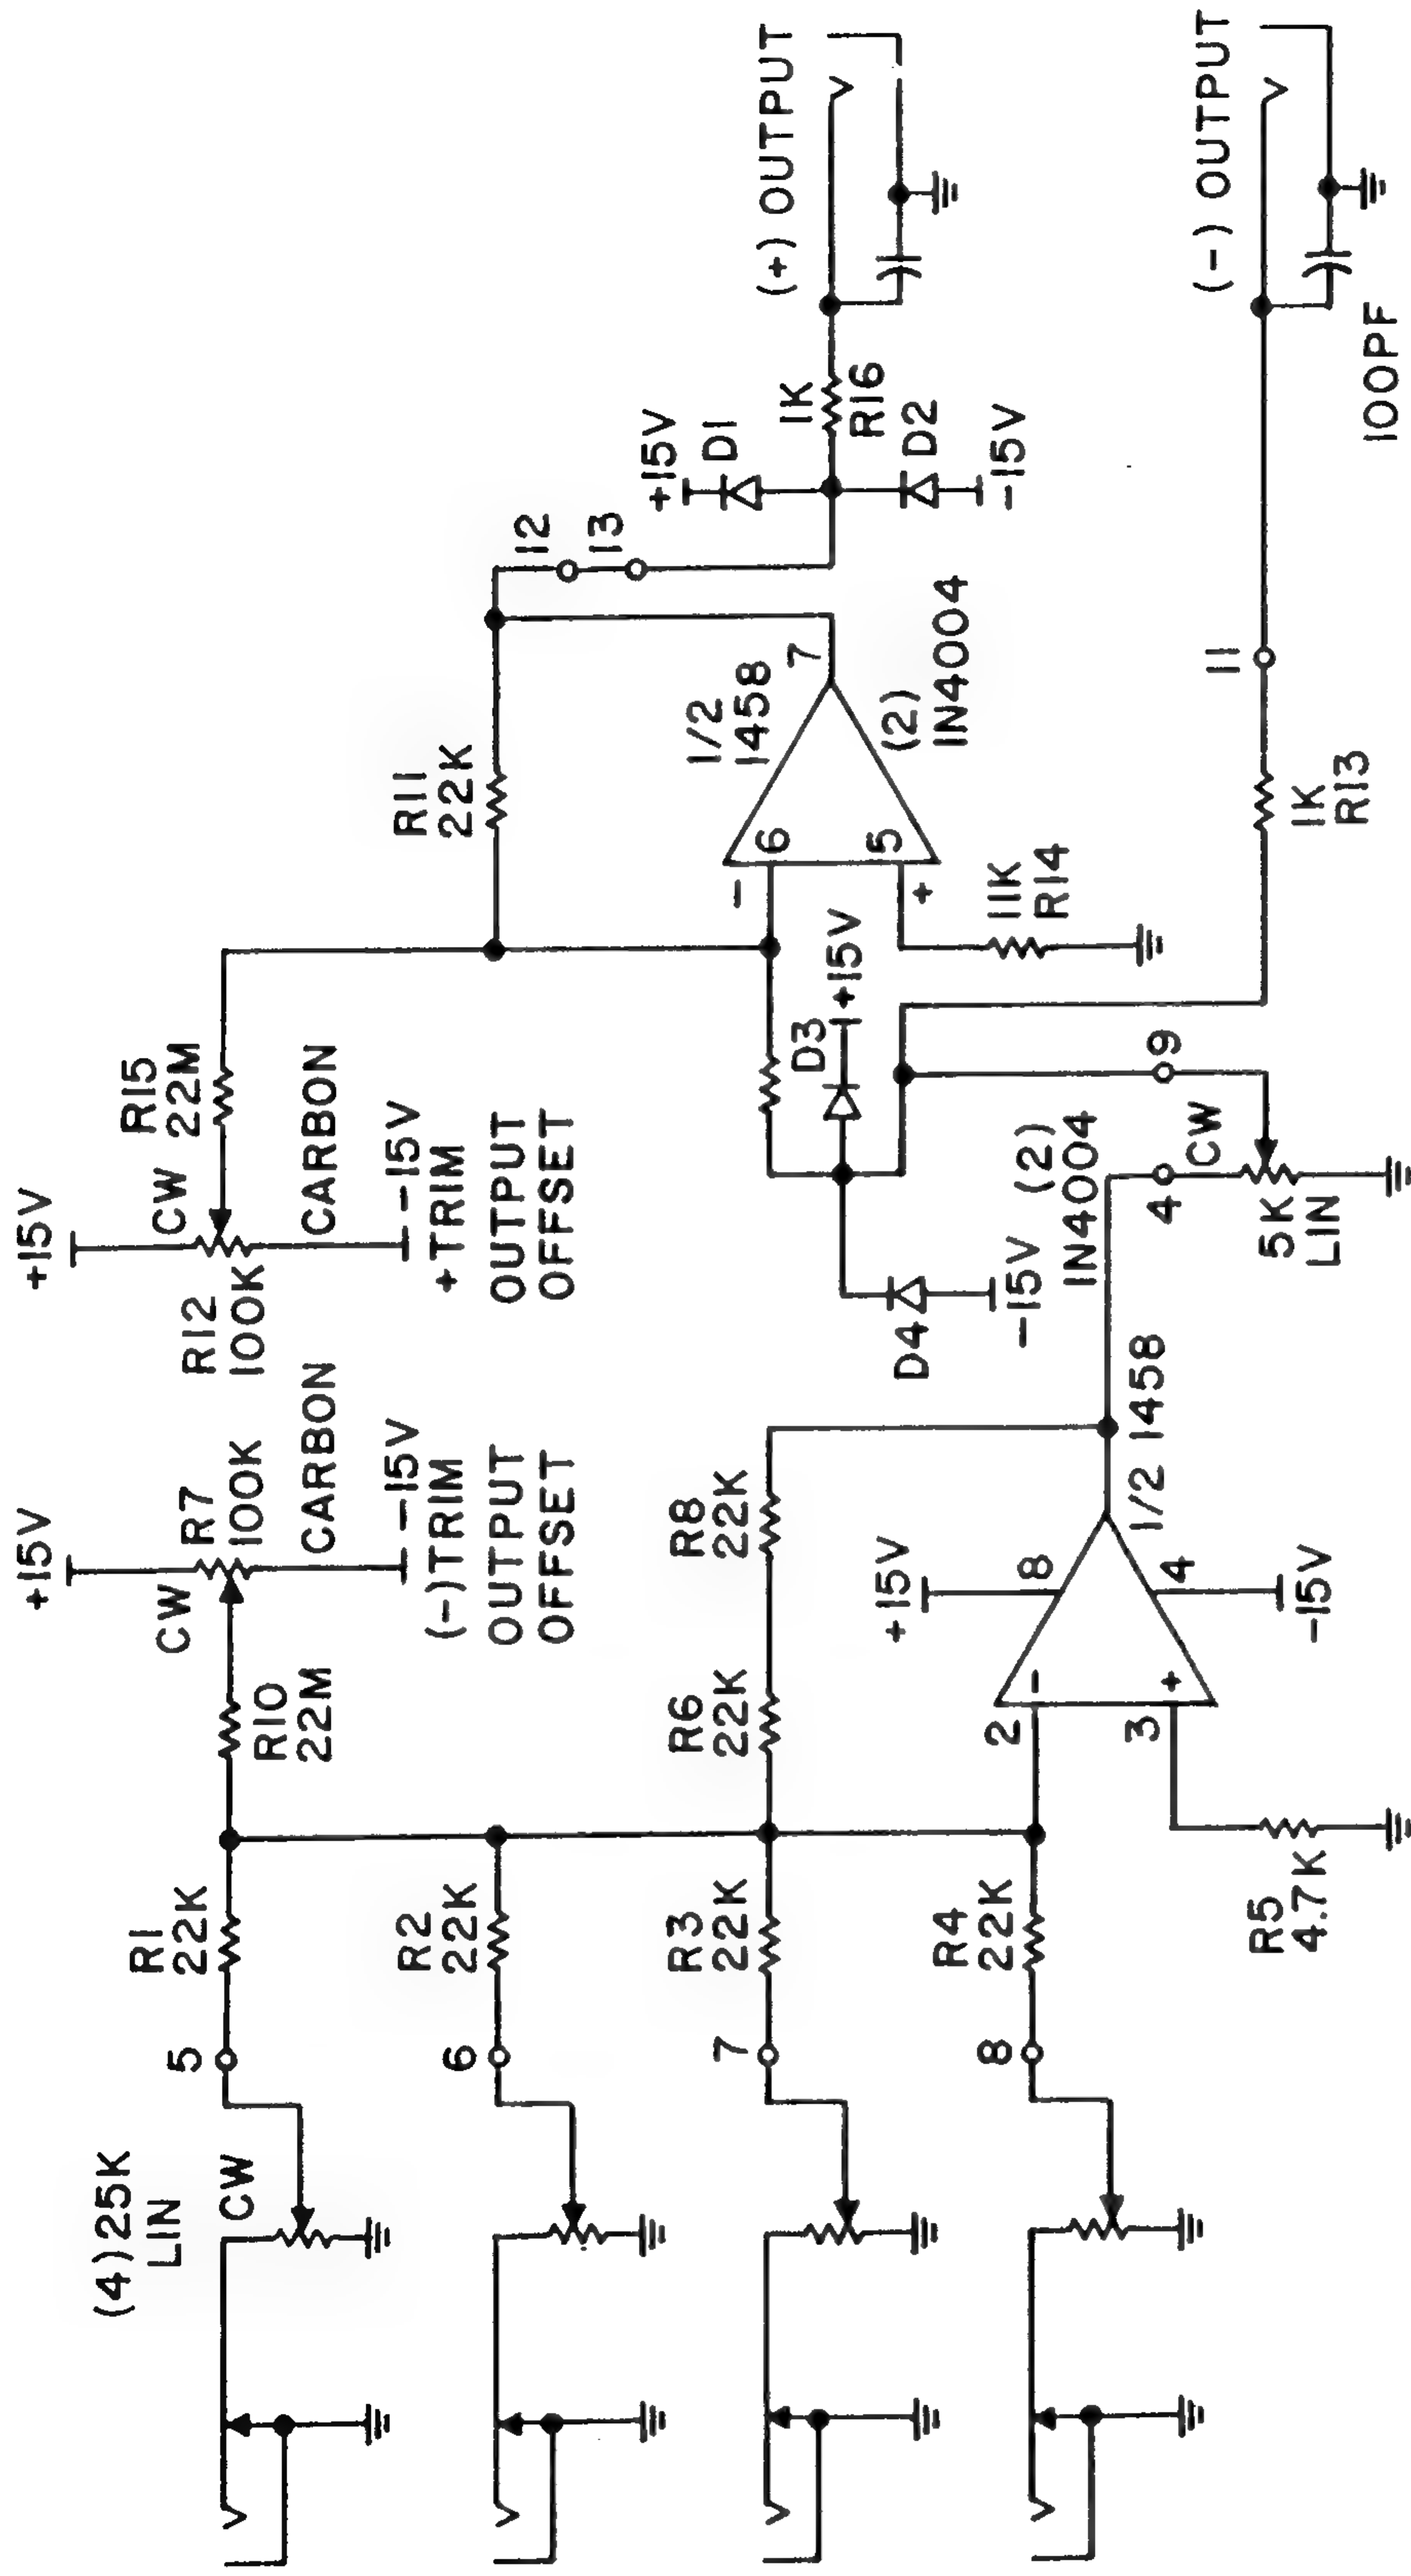 (4)25K
LIN
CW
5
R1
22K
6
R2
22K
7
R3
22K
8
R4
22K
R5
4.7K
R10
22M
+15V
CW
R7
100K
CARBON
-15V
(-)TRIM
OUTPUT
OFFSET
R6
22K
R8
22K
2
3
-
+
+15V
8
4
-15V
1/2 1458
+15V
R12
100K
CW
CARBON
-15V
+TRIM
OUTPUT
OFFSET
R15
22M
D4
-15V
(2)
IN4004
D3
+15V
4
CW
5K
LIN
9
R11
22K
-
6
5
+
11K
R14
1/2
1458
7
(2)
IN4004
1K
R13
11
12
13
+15V
D1
1K
R16
D2
-15V
(+) OUTPUT
(-) OUTPUT
100PF